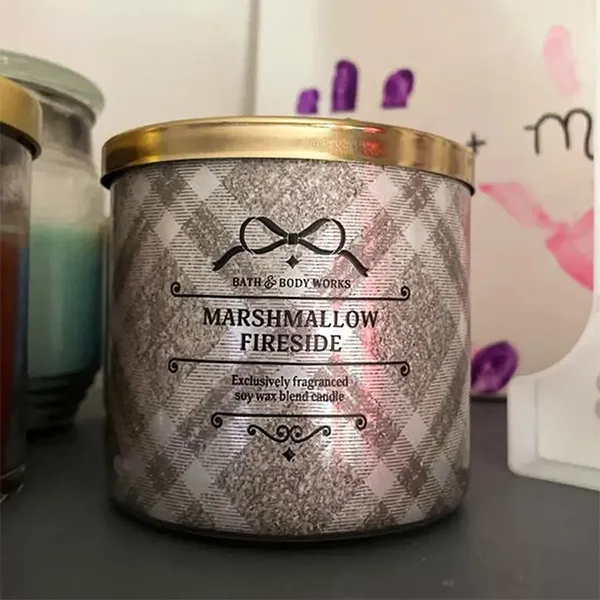 BATH & BODY WORKS
MARSHMALLOW
FIRESIDE
Exclusively fragranced
soy wax blend candle
+ m